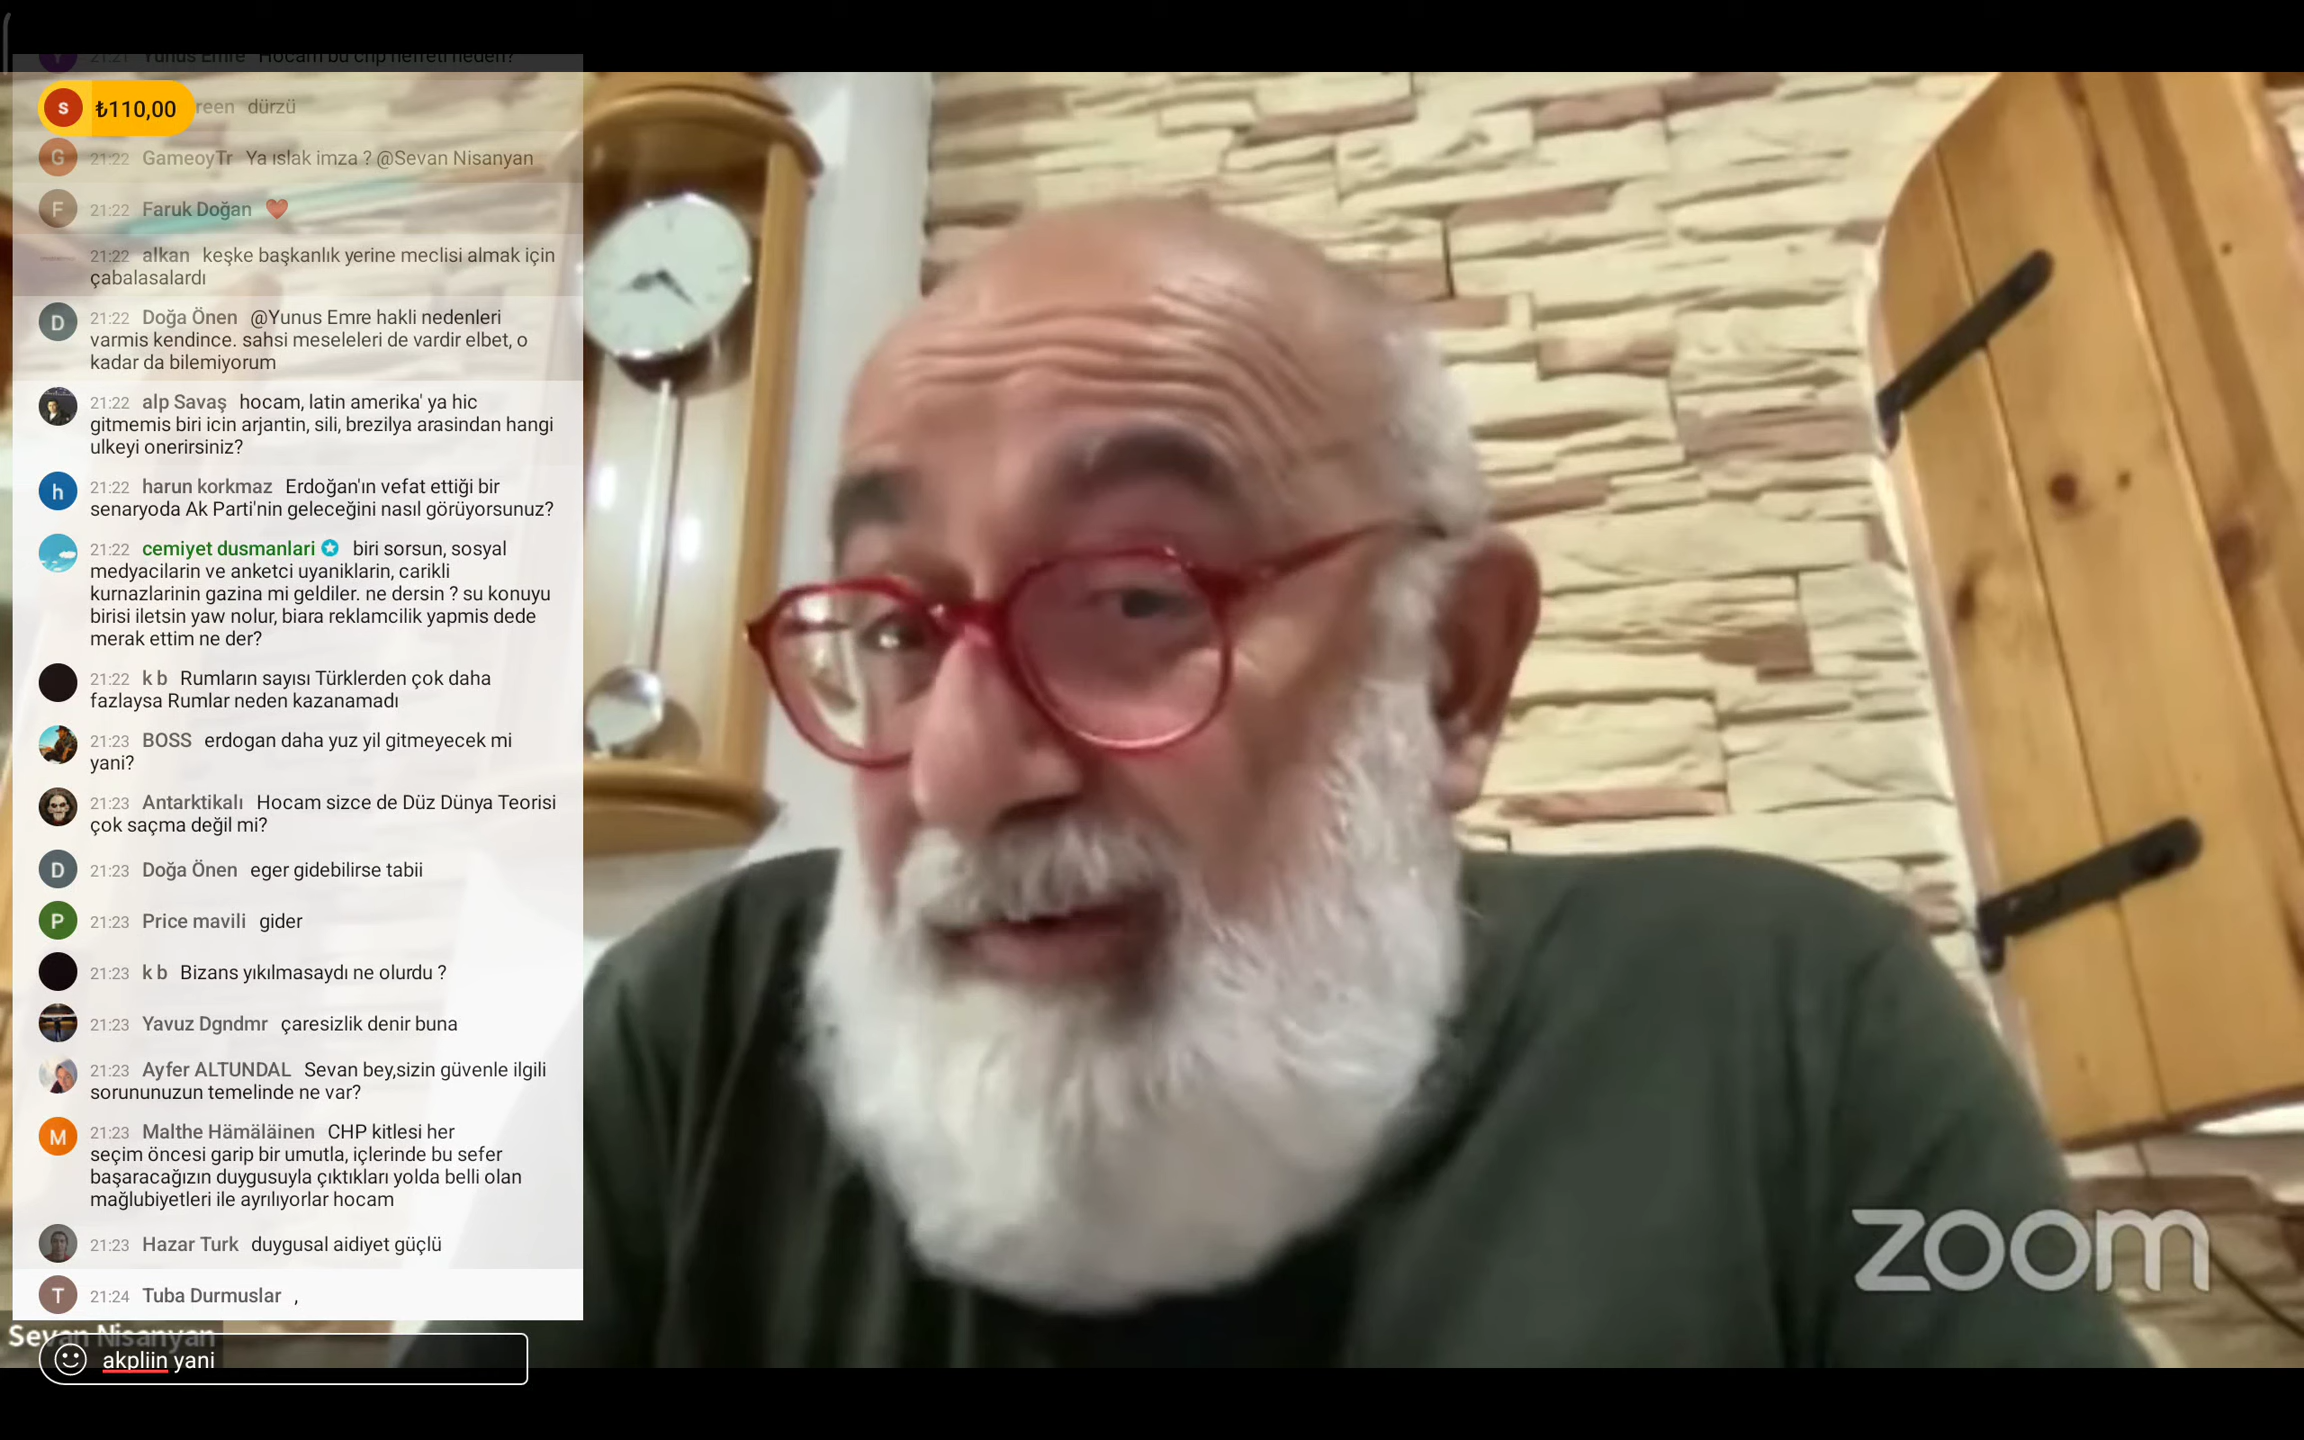 21:21 Yunus Emre Hocam bu chp nefreti neden?
s ₺110,00 reen dürzü
G 21:22 GameoyTr Ya ıslak imza ? @Sevan Nisanyan
F 21:22 Faruk Doğan ❤️
21:22 alkan keşke başkanlık yerine meclisi almak için
çabalasalardı
D 21:22 Doğa Önen @Yunus Emre hakli nedenleri
varmis kendince. sahsi meseleleri de vardir elbet, o
kadar da bilemiyorum
21:22 alp Savaş hocam, latin amerika' ya hic
gitmemis biri icin arjantin, sili, brezilya arasindan hangi
ulkeyi onerirsiniz?
h 21:22 harun korkmaz Erdoğan'ın vefat ettiği bir
senaryoda Ak Parti'nin geleceğini nasıl görüyorsunuz?
21:22 cemiyet dusmanlari biri sorsun, sosyal
medyacilarin ve anketci uyaniklarin, carikli
kurnazlarinin gazina mi geldiler. ne dersin ? su konuyu
birisi iletsin yaw nolur, biara reklamcilik yapmis dede
merak ettim ne der?
21:22 k b Rumların sayısı Türklerden çok daha
fazlaysa Rumlar neden kazanamadı
21:23 BOSS erdogan daha yuz yil gitmeyecek mi
yani?
21:23 Antarktikalı Hocam sizce de Düz Dünya Teorisi
çok saçma değil mi?
D 21:23 Doğa Önen eger gidebilirse tabii
P 21:23 Price mavili gider
21:23 k b Bizans yıkılmasaydı ne olurdu ?
21:23 Yavuz Dgndmr çaresizlik denir buna
21:23 Ayfer ALTUNDAL Sevan bey,sizin güvenle ilgili
sorununuzun temelinde ne var?
M 21:23 Malthe Hämäläinen CHP kitlesi her
seçim öncesi garip bir umutla, içlerinde bu sefer
başaracağızın duygusuyla çıktıkları yolda belli olan
mağlubiyetleri ile ayrılıyorlar hocam
21:23 Hazar Turk duygusal aidiyet güçlü
T 21:24 Tuba Durmuslar ,
Sevan Nisanyan
akpliin yani
zoom